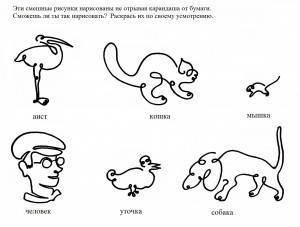 Эти смешные рисунки нарисованы не отрывая карандаша от бумаги.
Сможешь ли ты так нарисовать? Раскрась их по своему усмотрению.
аист кошка мышка
человек уточка собака